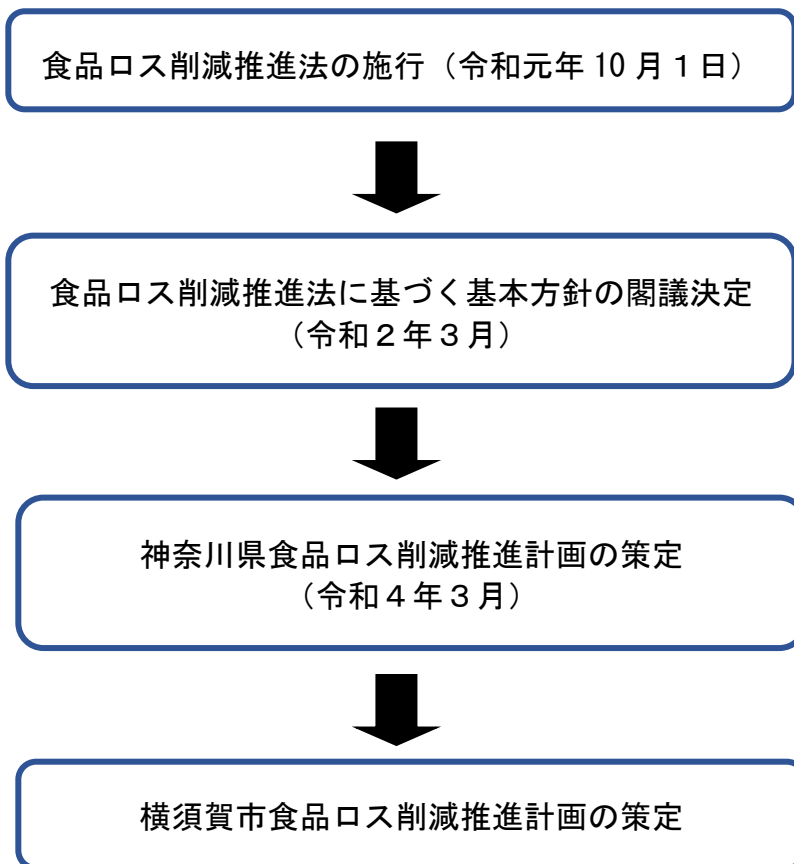 食品ロス削減推進法の施行（令和元年 10 月 1 日）
食品ロス削減推進法に基づく基本方針の閣議決定
（令和２年３月）
神奈川県食品ロス削減推進計画の策定
（令和４年３月）
横須賀市食品ロス削減推進計画の策定